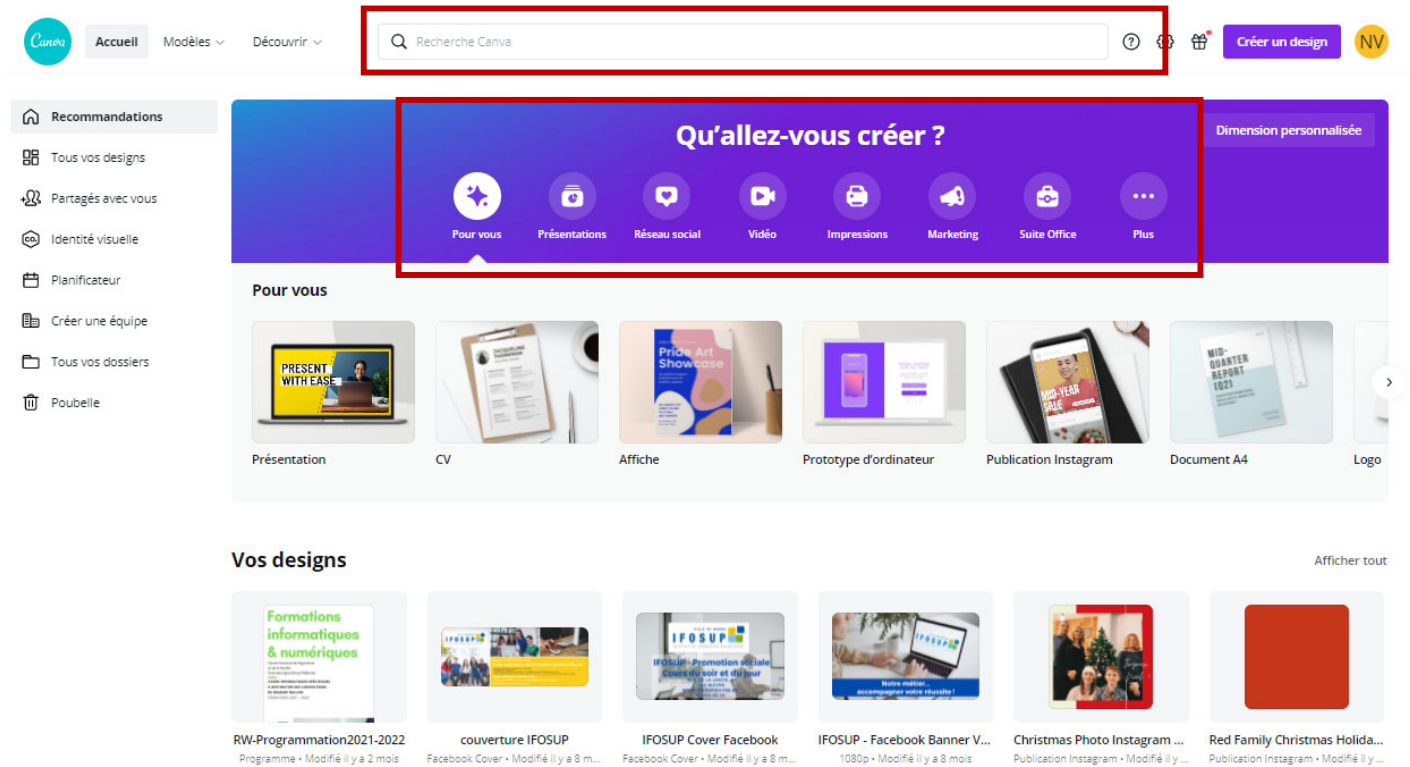 Canva
Accueil
Modèles
Découvrir
Recherche Canva
Créer un design
NV
Recommandations
Tous vos designs
Partagés avec vous
CO.
Identité visuelle
Planificateur
Créer une équipe
Tous vos dossiers
Poubelle
Qu'allez-vous créer ?
Dimension personnalisée
Pour vous
Présentations
Réseau social
Vidéo
Impressions
Marketing
Suite Office
Plus
Pour vous
PRESENT
WITH EASE
JACQUELINE
THOMPSON
Pride Art
Showcase
MID-YEAR
SALE
MID-
QUARTER
REPORT
(Q2)
Présentation
CV
Affiche
Prototype d'ordinateur
Publication Instagram
Document A4
Logo
Vos designs
Afficher tout
Formations
informatiques
& numériques
IFOSUP
IFOSUP
IFOSUP - Promotion sociale
Cours du soir et du jour
IFOSUP
Notre métier...
accompagner votre réussite !
RW-Programmation2021-2022
Programme • Modifié il y a 2 mois
couverture IFOSUP
Facebook Cover • Modifié il y a 8 m...
IFOSUP Cover Facebook
Facebook Cover • Modifié il y a 8 m...
IFOSUP - Facebook Banner V...
1080p • Modifié il y a 8 mois
Christmas Photo Instagram ...
Publication Instagram • Modifié il y ...
Red Family Christmas Holida...
Publication Instagram • Modifié il y ...